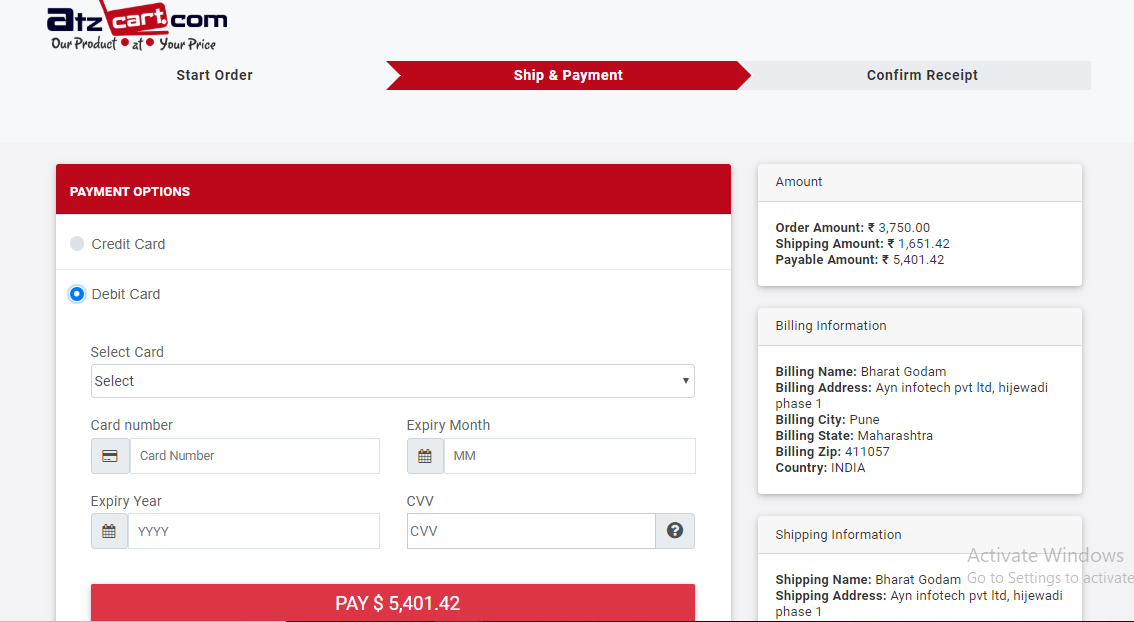 atz cart.com
Our Product at Your Price
Start Order
Ship & Payment
Confirm Receipt
PAYMENT OPTIONS
Credit Card
Debit Card
Select Card
Select
Card number
Expiry Month
Card Number
MM
Expiry Year
CVV
YYYY
CVV
PAY $ 5,401.42
Amount
Order Amount: ₹ 3,750.00
Shipping Amount: ₹ 1,651.42
Payable Amount: ₹ 5,401.42
Billing Information
Billing Name: Bharat Godam
Billing Address: Ayn infotech pvt ltd, hijewadi
phase 1
Billing City: Pune
Billing State: Maharashtra
Billing Zip: 411057
Country: INDIA
Shipping Information
Shipping Name: Bharat Godam
Shipping Address: Ayn infotech pvt ltd, hijewadi
phase 1
Activate Windows
Go to Settings to activate